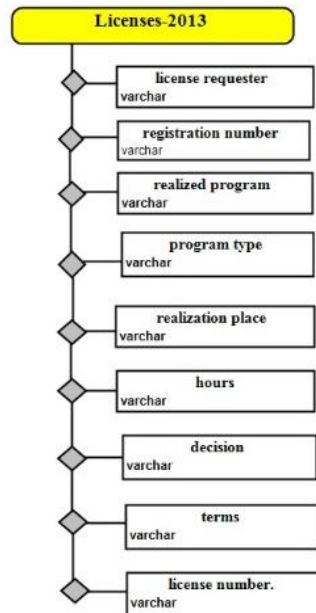 Licenses-2013
license requester
varchar
registration number
varchar
realized program
varchar
program type
varchar
realization place
varchar
hours
varchar
decision
varchar
terms
varchar
license number.
varchar